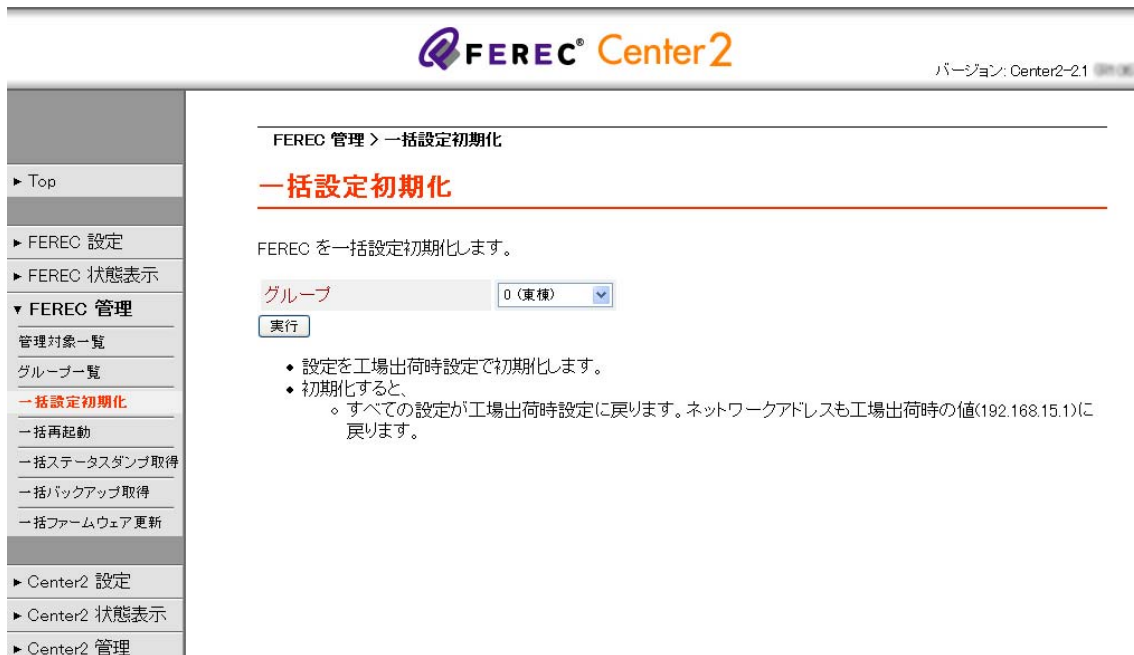 FEREC® Center2
バージョン: Center2-2.1
FEREC 管理 > 一括設定初期化
一括設定初期化
FEREC を一括設定初期化します。
グループ
0 (東棟)
実行
設定を工場出荷時設定で初期化します。
初期化すると、
すべての設定が工場出荷時設定に戻ります。ネットワークアドレスも工場出荷時の値(192.168.15.1)に
戻ります。
Top
FEREC 設定
FEREC 状態表示
FEREC 管理
管理対象一覧
グループ一覧
一括設定初期化
一括再起動
一括ステータスダンプ取得
一括バックアップ取得
一括ファームウェア更新
Center2 設定
Center2 状態表示
Center2 管理